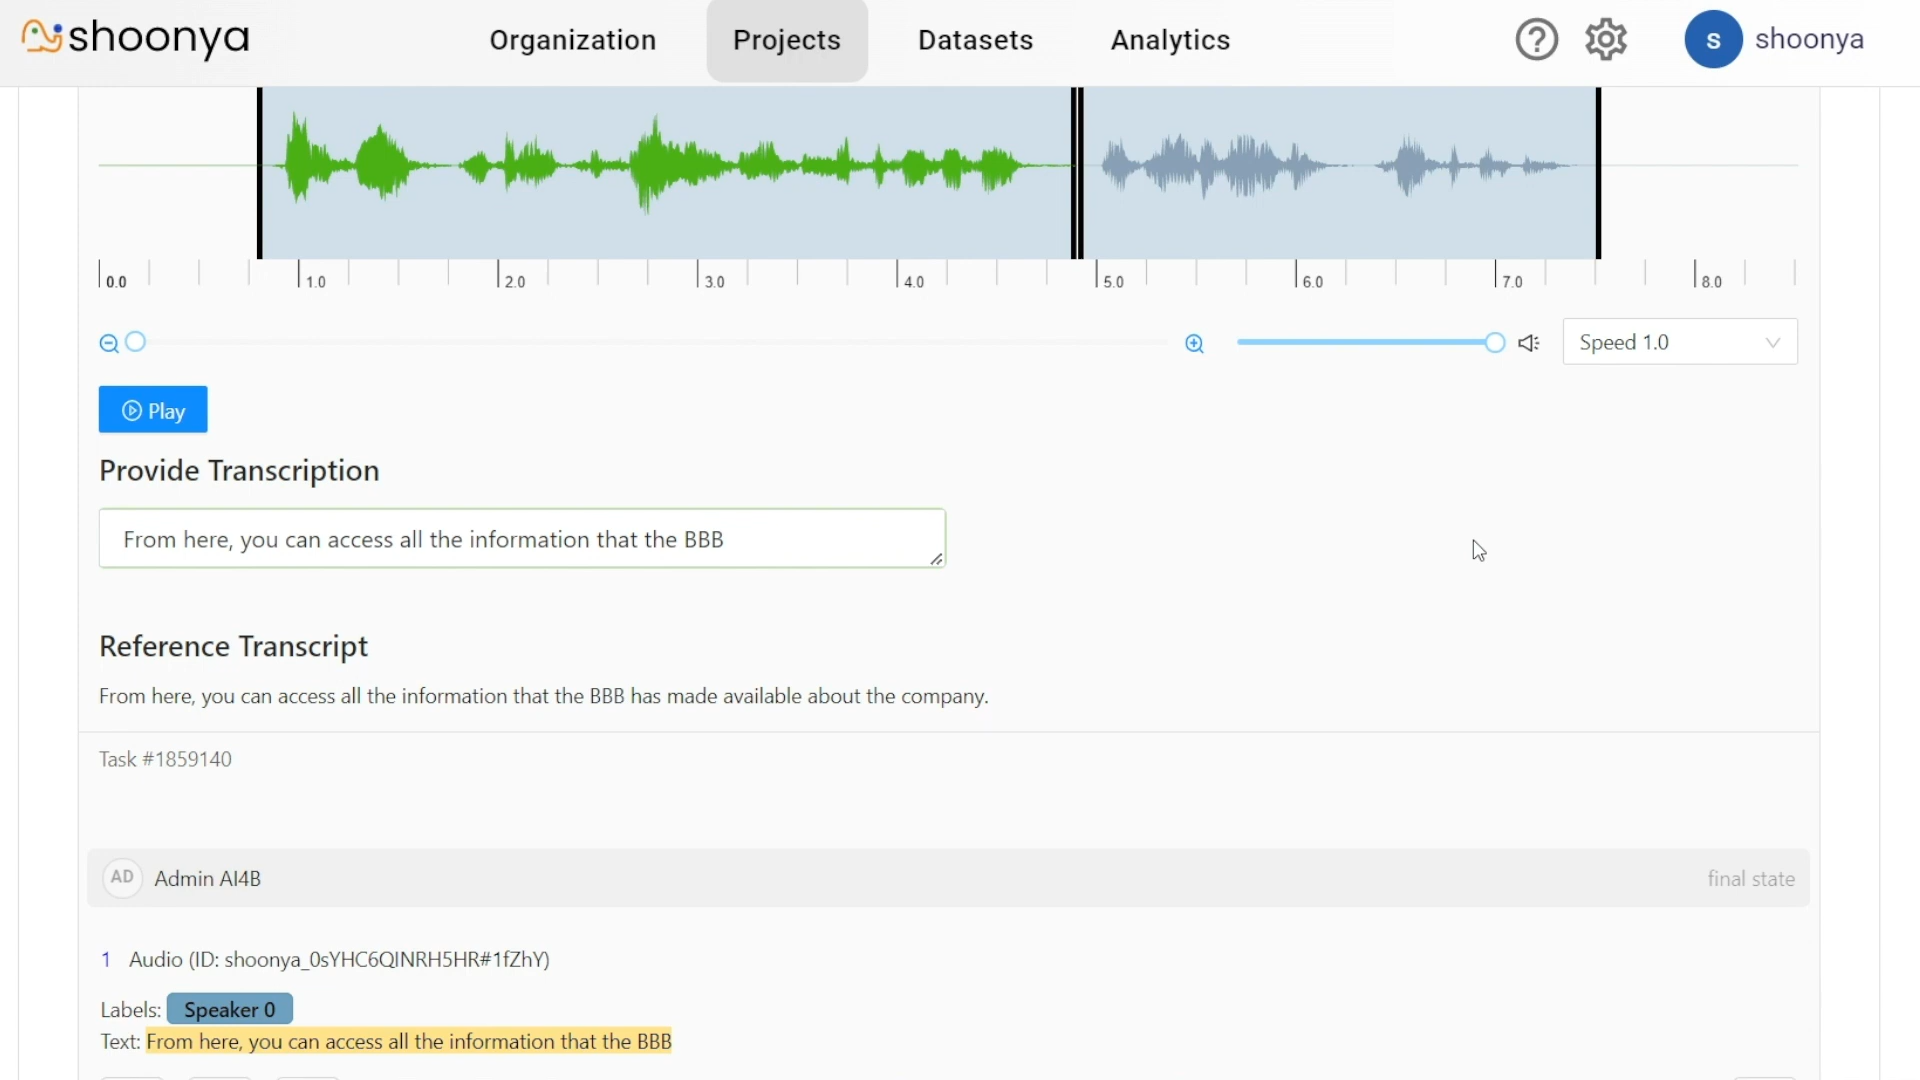 shoonya
Organization Projects Datasets Analytics
S shoonya
0.0 1.0 2.0 3.0 4.0 5.0 6.0 7.0 8.0
Speed 1.0
Play
Provide Transcription
From here, you can access all the information that the BBB
Reference Transcript
From here, you can access all the information that the BBB has made available about the company.
Task #1859140
AD Admin AI4B final state
1 Audio (ID: shoonya_0sYHC6QINRH5HR#1fZhY)
Labels: Speaker 0
Text: From here, you can access all the information that the BBB